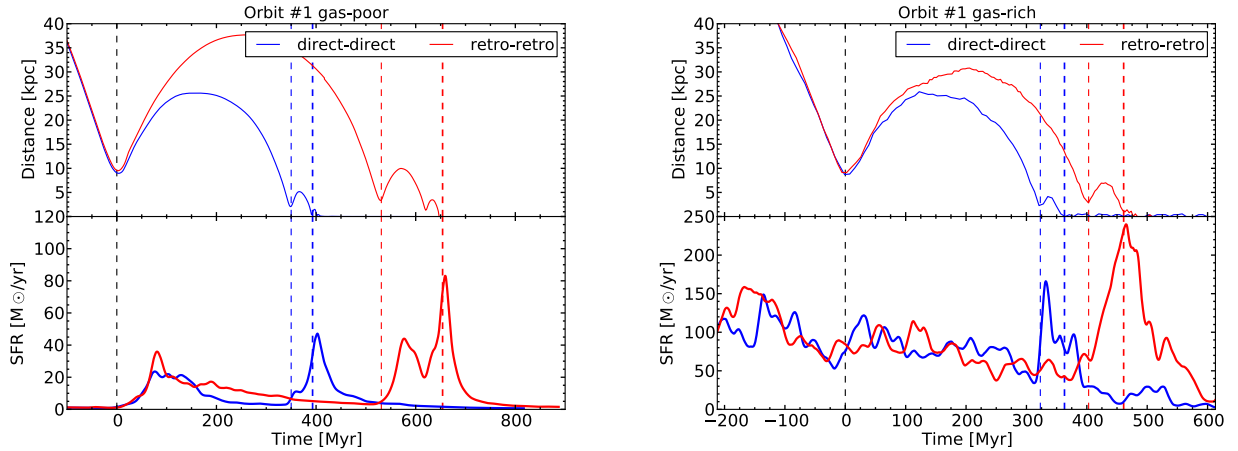 Orbit #1 gas-poor
direct-direct retro-retro
Distance [kpc]
40
35
30
25
20
15
10
5
SFR [M☉/yr]
120
100
80
60
40
20
0
0 200 400 600 800
Time [Myr]
Orbit #1 gas-rich
direct-direct retro-retro
Distance [kpc]
40
35
30
25
20
15
10
5
SFR [M☉/yr]
250
200
150
100
50
0
−200 −100 0 100 200 300 400 500 600
Time [Myr]